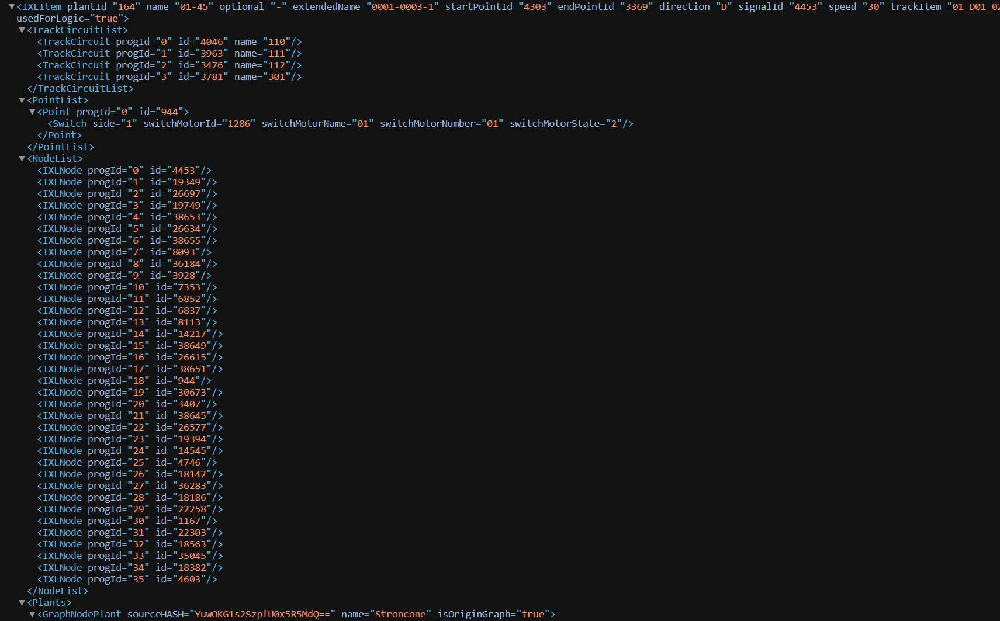 ▼<IXLItem plantId="164" name="01-45" optional="-" extendedName="0001-0003-1" startPointId="4303" endPointId="3369" direction="D" signalId="4453" speed="30" trackItem="01_D01_02
usedForLogic="true">
▼<TrackCircuitList>
<TrackCircuit progId="0" id="4046" name="110"/>
<TrackCircuit progId="1" id="3963" name="111"/>
<TrackCircuit progId="2" id="3476" name="112"/>
<TrackCircuit progId="3" id="3781" name="301"/>
</TrackCircuitList>
▼<PointList>
▼<Point progId="0" id="944">
<Switch side="1" switchMotorId="1286" switchMotorName="01" switchMotorNumber="01" switchMotorState="2"/>
</Point>
</PointList>
▼<NodeList>
<IXLNode progId="0" id="4453"/>
<IXLNode progId="1" id="19349"/>
<IXLNode progId="2" id="26697"/>
<IXLNode progId="3" id="19749"/>
<IXLNode progId="4" id="38653"/>
<IXLNode progId="5" id="26634"/>
<IXLNode progId="6" id="38655"/>
<IXLNode progId="7" id="8093"/>
<IXLNode progId="8" id="36184"/>
<IXLNode progId="9" id="3928"/>
<IXLNode progId="10" id="7353"/>
<IXLNode progId="11" id="6852"/>
<IXLNode progId="12" id="6837"/>
<IXLNode progId="13" id="8113"/>
<IXLNode progId="14" id="14217"/>
<IXLNode progId="15" id="38649"/>
<IXLNode progId="16" id="26615"/>
<IXLNode progId="17" id="38651"/>
<IXLNode progId="18" id="944"/>
<IXLNode progId="19" id="30673"/>
<IXLNode progId="20" id="3407"/>
<IXLNode progId="21" id="38645"/>
<IXLNode progId="22" id="26577"/>
<IXLNode progId="23" id="19394"/>
<IXLNode progId="24" id="14545"/>
<IXLNode progId="25" id="4746"/>
<IXLNode progId="26" id="18142"/>
<IXLNode progId="27" id="36283"/>
<IXLNode progId="28" id="18186"/>
<IXLNode progId="29" id="22258"/>
<IXLNode progId="30" id="1167"/>
<IXLNode progId="31" id="22303"/>
<IXLNode progId="32" id="18563"/>
<IXLNode progId="33" id="35045"/>
<IXLNode progId="34" id="18382"/>
<IXLNode progId="35" id="4603"/>
</NodeList>
▼<Plants>
▼<GraphNodePlant sourceHASH="YuwOKG1s2SzpfU0x5R5MdQ==" name="Stroncone" isOriginGraph="true">